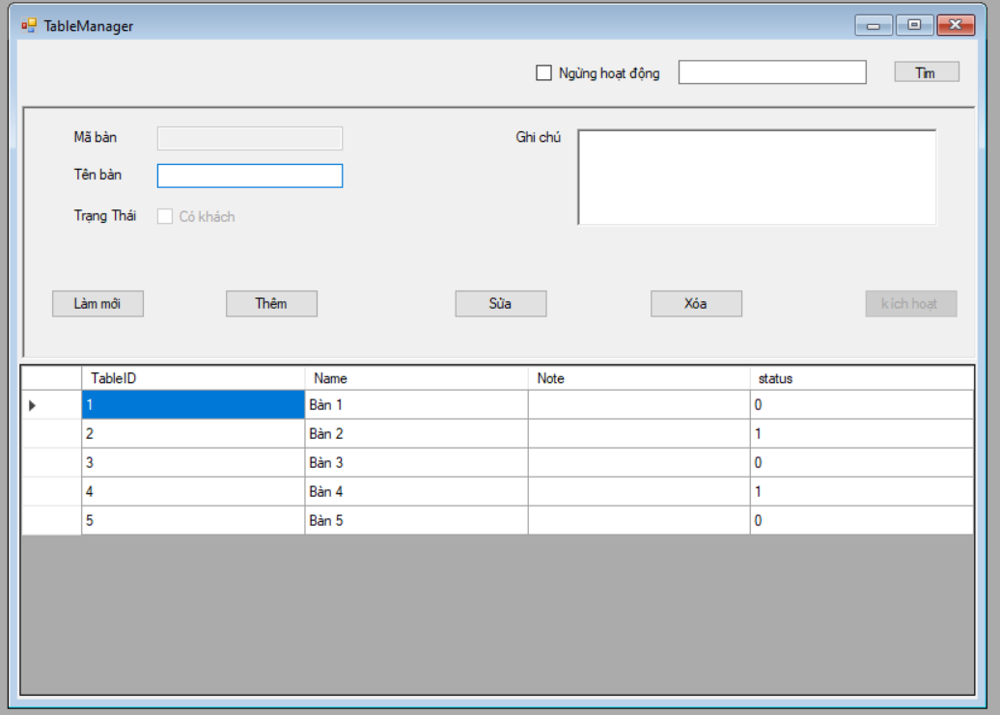 TableManager
Ngừng hoạt động Tìm
Mã bàn Ghi chú
Tên bàn
Trạng Thái Có khách
Làm mới Thêm Sửa Xóa kích hoạt
TableID Name Note status
1 Bàn 1 0
2 Bàn 2 1
3 Bàn 3 0
4 Bàn 4 1
5 Bàn 5 0